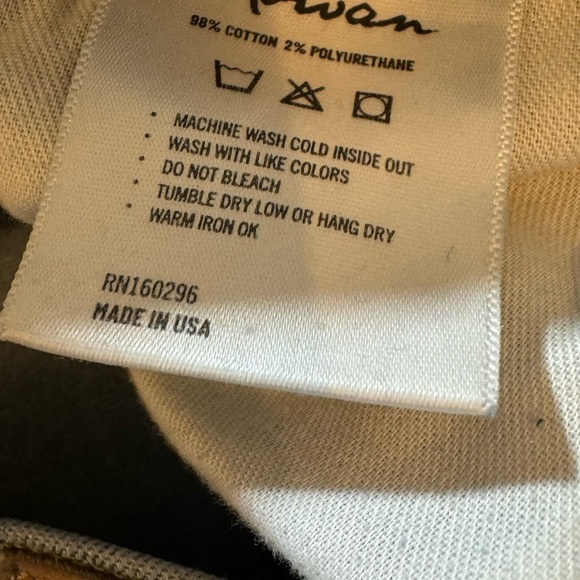 98% COTTON 2% POLYURETHANE
• MACHINE WASH COLD INSIDE OUT
• WASH WITH LIKE COLORS
• DO NOT BLEACH
• TUMBLE DRY LOW OR HANG DRY
• WARM IRON OK
RN160296
MADE IN USA